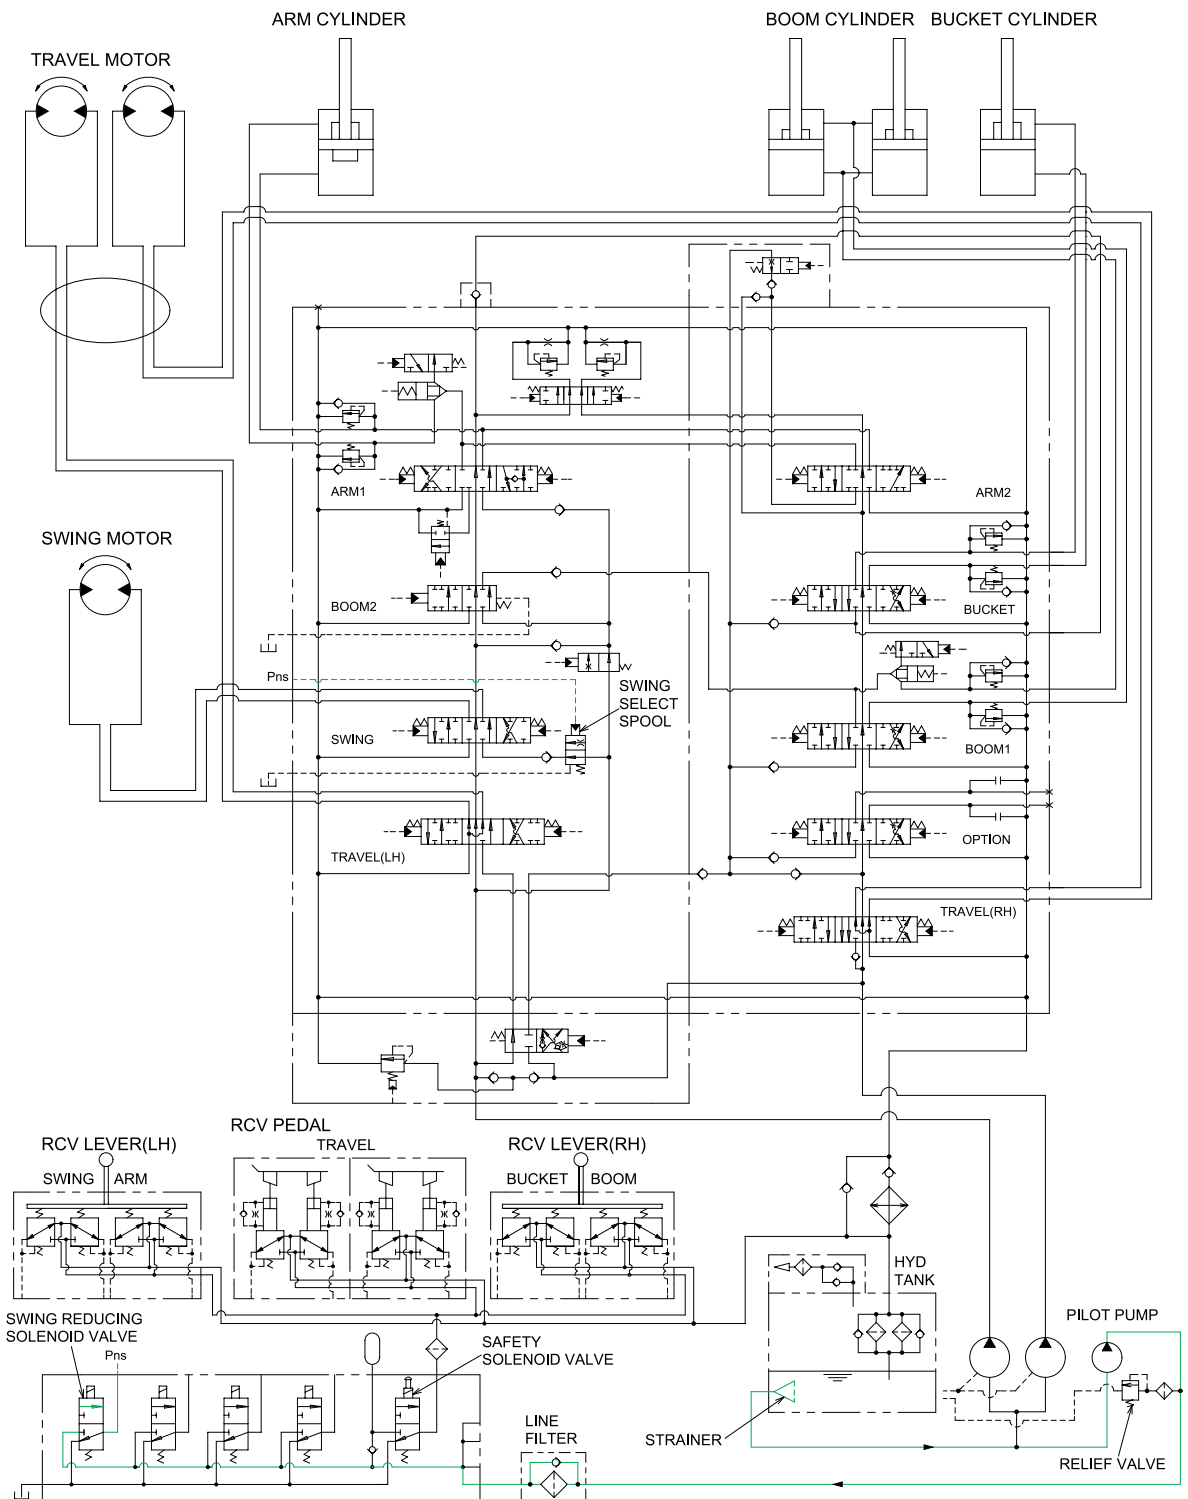 ARM CYLINDER
BOOM CYLINDER
BUCKET CYLINDER
TRAVEL MOTOR
ARM1
ARM2
SWING MOTOR
BOOM2
BUCKET
Pns
SWING
SELECT
SPOOL
SWING
BOOM1
OPTION
TRAVEL(LH)
TRAVEL(RH)
RCV LEVER(LH)
RCV PEDAL
TRAVEL
RCV LEVER(RH)
SWING
ARM
BUCKET
BOOM
HYD
TANK
SWING REDUCING
SOLENOID VALVE
Pns
SAFETY
SOLENOID VALVE
PILOT PUMP
LINE
FILTER
STRAINER
RELIEF VALVE